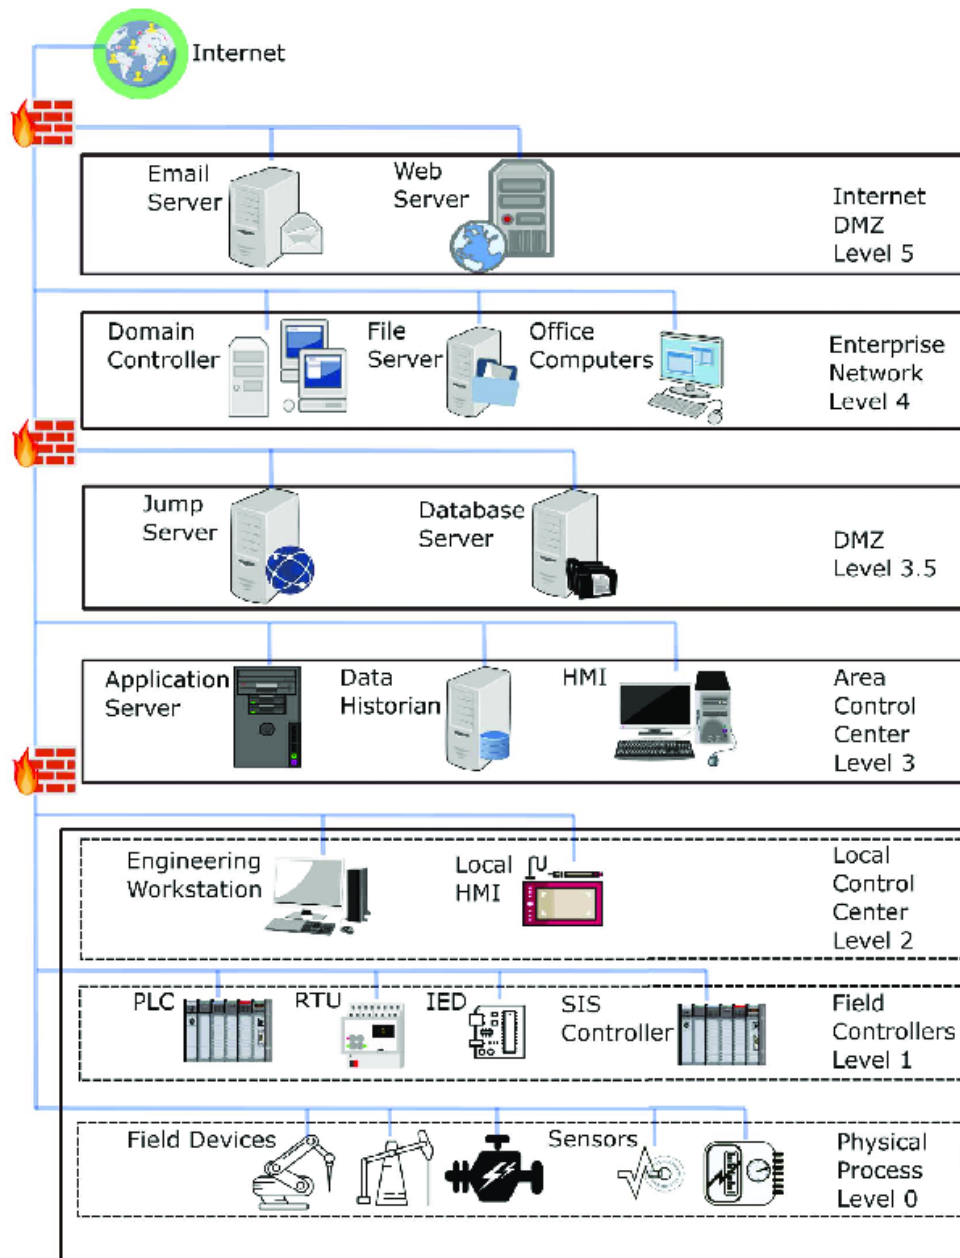 Internet
Email
Server
Web
Server
Internet
DMZ
Level 5
Domain
Controller
File
Server
Office
Computers
Enterprise
Network
Level 4
Jump
Server
Database
Server
DMZ
Level 3.5
Application
Server
Data
Historian
HMI
Area
Control
Center
Level 3
Engineering
Workstation
Local
HMI
Local
Control
Center
Level 2
PLC
RTU
IED
SIS
Controller
Field
Controllers
Level 1
Field Devices
Sensors
Physical
Process
Level 0